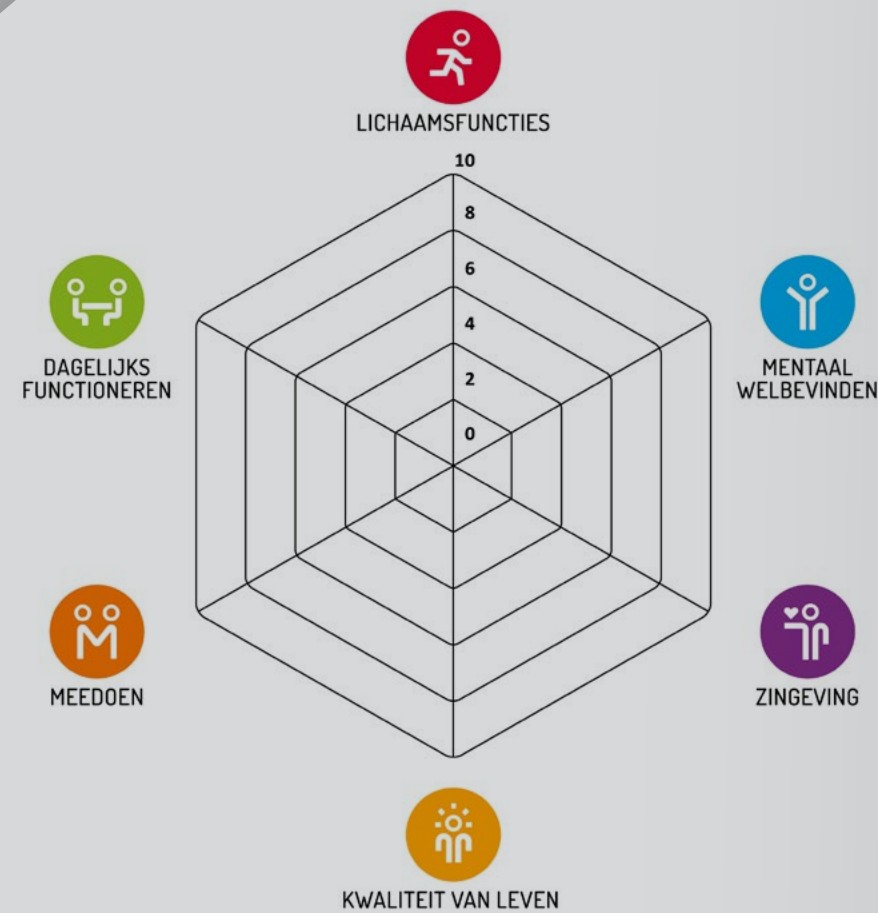 LICHAAMSFUNCTIES
10
8
6
4
2
0
DAGELIJKS
FUNCTIONEREN
MENTAAL
WELBEVINDEN
MEEDOEN
ZINGEVING
KWALITEIT VAN LEVEN